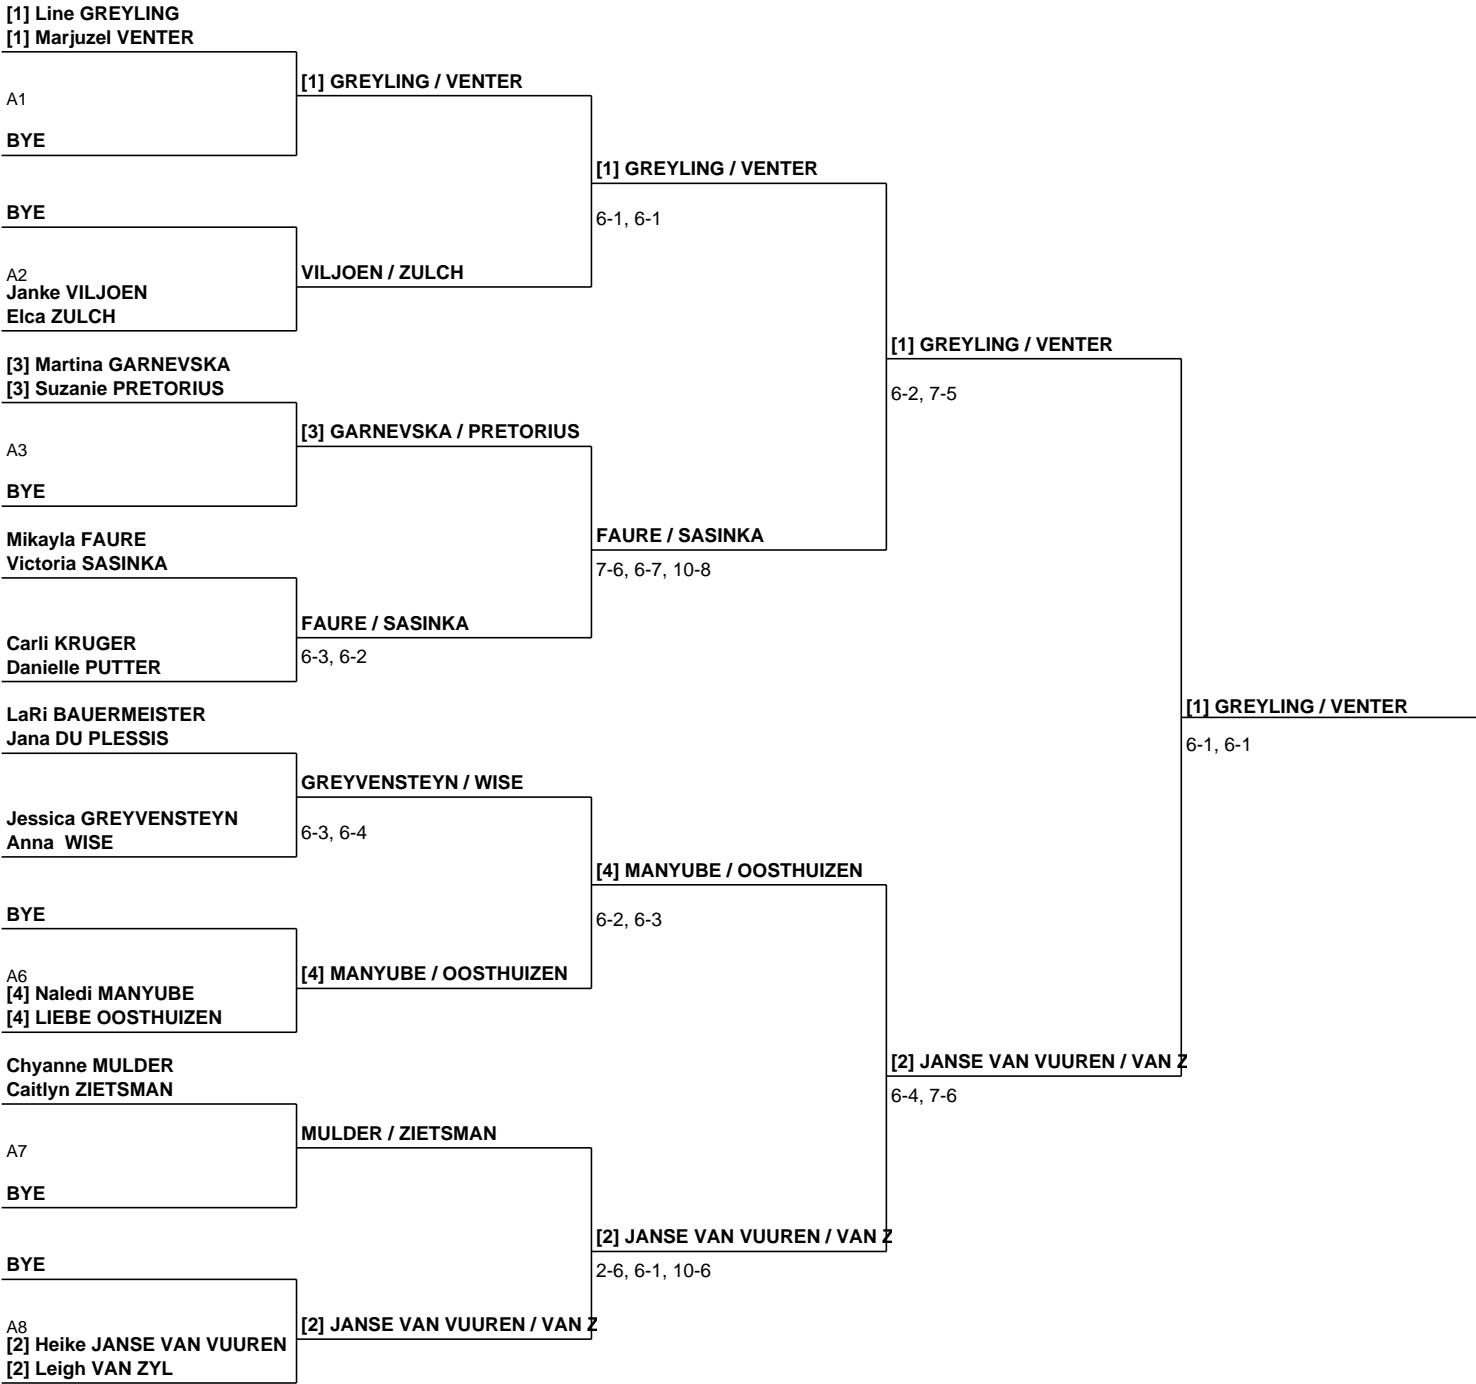 [1] Line GREYLING
[1] Marjuzel VENTER
[1] GREYLING / VENTER
A1
BYE
[1] GREYLING / VENTER
BYE
6-1, 6-1
A2
VILJOEN / ZULCH
Janke VILJOEN
Elca ZULCH
[1] GREYLING / VENTER
[3] Martina GARNEVSKA
[3] Suzanie PRETORIUS
6-2, 7-5
[3] GARNEVSKA / PRETORIUS
A3
BYE
Mikayla FAURE
FAURE / SASINKA
Victoria SASINKA
7-6, 6-7, 10-8
FAURE / SASINKA
Carli KRUGER
6-3, 6-2
Danielle PUTTER
[1] GREYLING / VENTER
LaRi BAUERMEISTER
Jana DU PLESSIS
6-1, 6-1
GREYVENSTEYN / WISE
Jessica GREYVENSTEYN
6-3, 6-4
Anna  WISE
[4] MANYUBE / OOSTHUIZEN
BYE
6-2, 6-3
A6
[4] MANYUBE / OOSTHUIZEN
[4] Naledi MANYUBE
[4] LIEBE OOSTHUIZEN
[2] JANSE VAN VUUREN / VAN Z
Chyanne MULDER
Caitlyn ZIETSMAN
6-4, 7-6
MULDER / ZIETSMAN
A7
BYE
[2] JANSE VAN VUUREN / VAN Z
BYE
2-6, 6-1, 10-6
A8
[2] JANSE VAN VUUREN / VAN Z
[2] Heike JANSE VAN VUUREN
[2] Leigh VAN ZYL